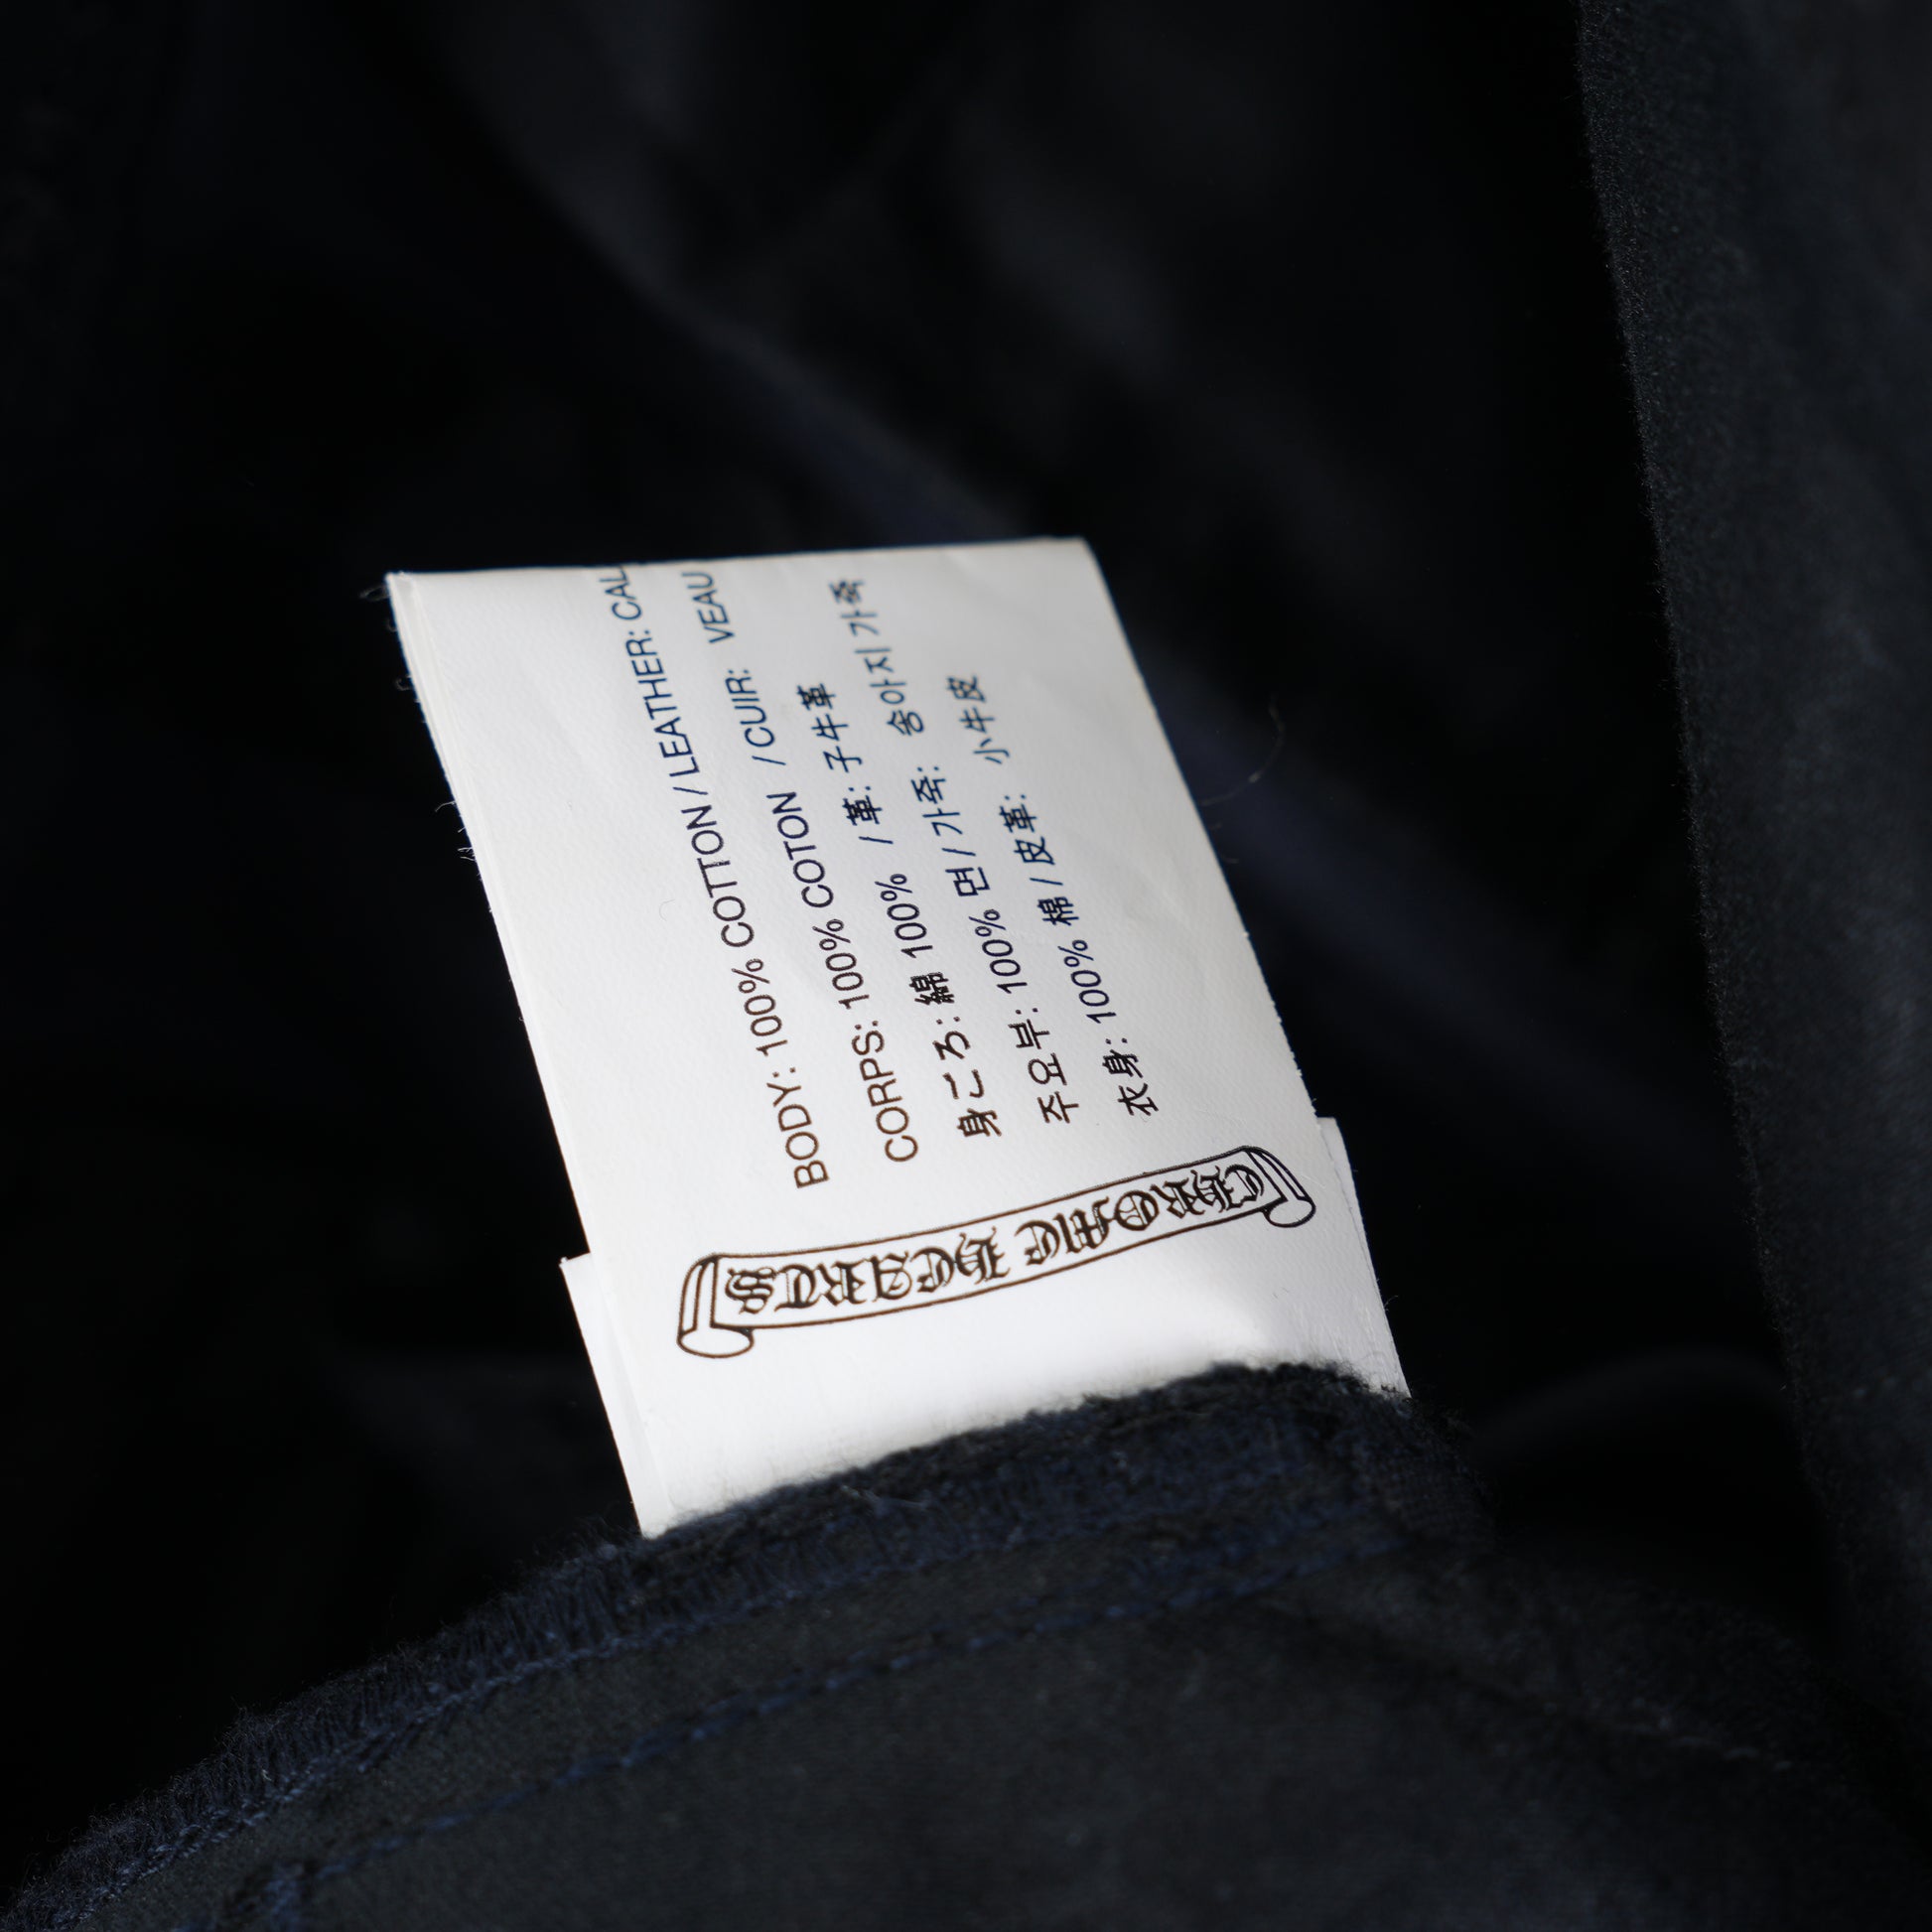 CHROME HEARTS
BODY: 100% COTTON / LEATHER: CAL
CORPS: 100% COTON / CUIR: VEAU
身ごろ: 綿 100% / 革: 子牛革
주요부: 100% 면 / 가죽: 송아지 가죽
衣身: 100% 棉 / 皮革: 小牛皮